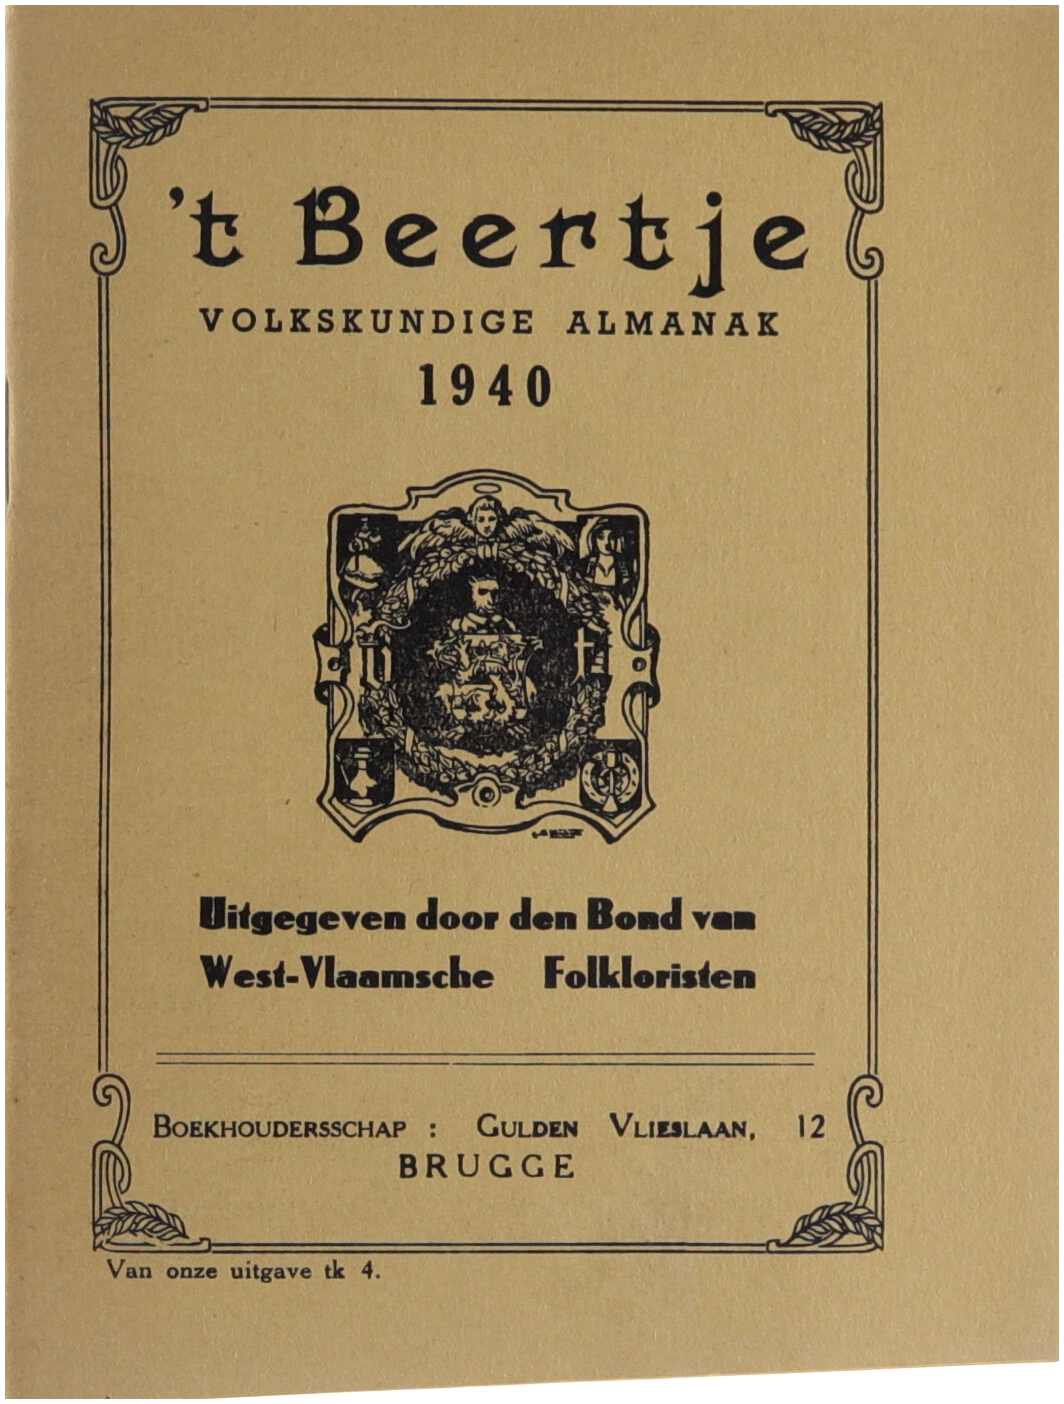 't Beertje
VOLKSKUNDIGE ALMANAK
1940
Uitgegeven door den Bond van
West-Vlaamsche Folkloristen
BOEKHOUDERSSCHAP : GULDEN VLIESLAAN, 12
BRUGGE
Van onze uitgave tk 4.